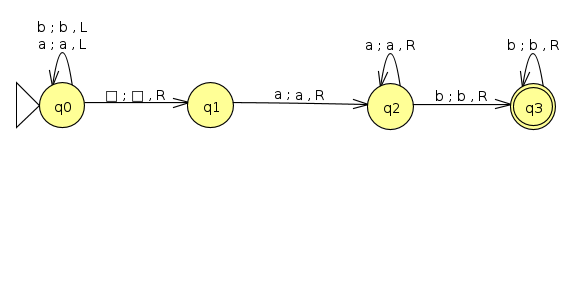 b ; b , L
a ; a , L
a ; a , R
b ; b , R
□ ; □ , R
a ; a , R
b ; b , R
q0
q1
q2
q3